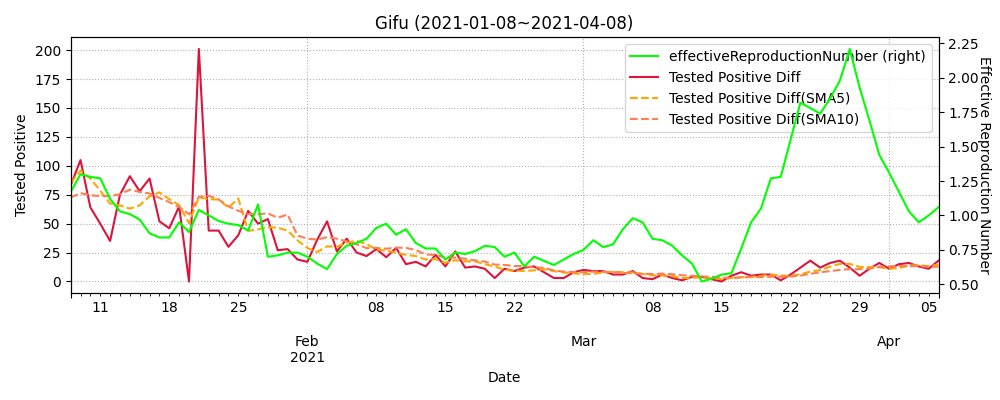 Gifu (2021-01-08~2021-04-08)
effectiveReproductionNumber (right)
Tested Positive Diff
Tested Positive Diff(SMA5)
Tested Positive Diff(SMA10)
Tested Positive
200
175
150
125
100
75
50
25
0
2.25
2.00
1.75
1.50
1.25
1.00
0.75
0.50
Effective Reproduction Number
11 18 25 08 15 22 08 15 22 29 05
Feb Mar Apr
2021
Date